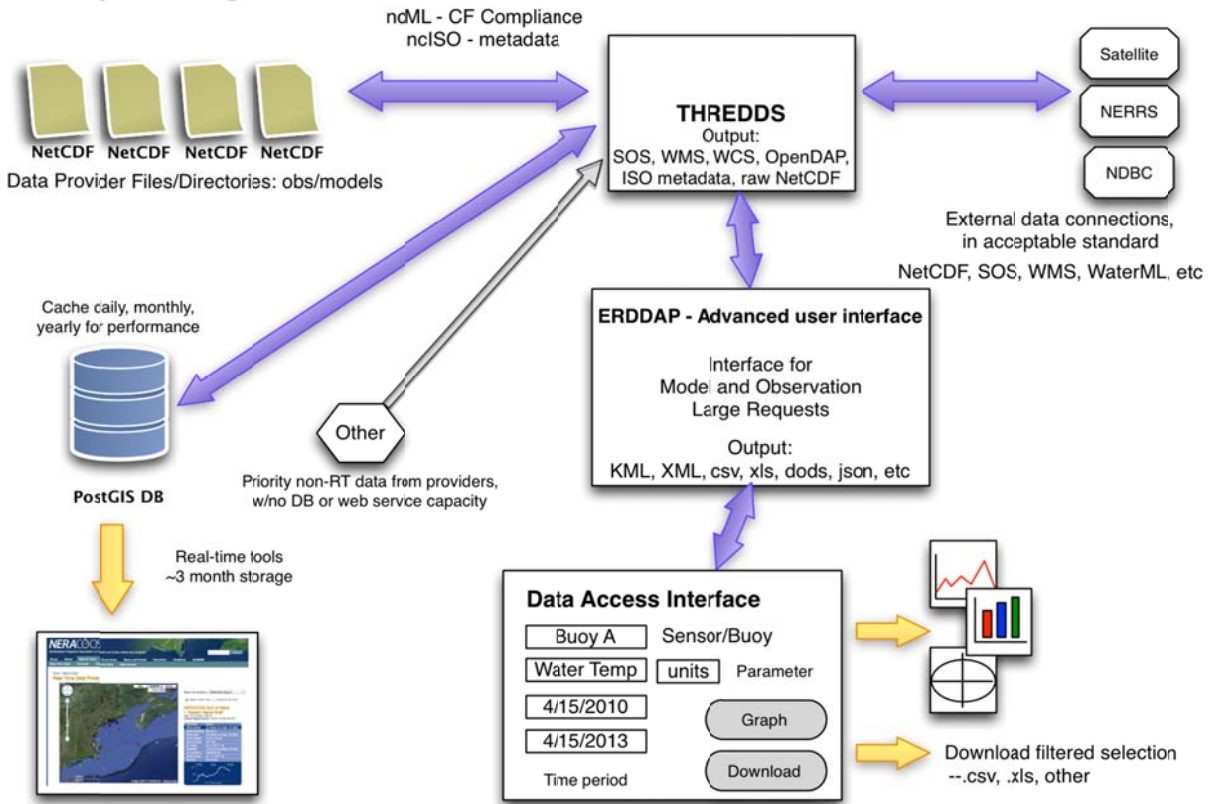 ncML - CF Compliance
ncISO - metadata
NetCDF NetCDF NetCDF NetCDF
Data Provider Files/Directories: obs/models
THREDDS
Output:
SOS, WMS, WCS, OpenDAP,
ISO metadata, raw NetCDF
Satellite
NERRS
NDBC
External data connections,
in acceptable standard
NetCDF, SOS, WMS, WaterML, etc
Cache daily, monthly,
yearly for performance
PostGIS DB
Other
Priority non-RT data from providers,
w/no DB or web service capacity
ERDDAP - Advanced user interface
Interface for
Model and Observation
Large Requests
Output:
KML, XML, csv, xls, dods, json, etc
Real-time tools
~3 month storage
NERACOOS
Data Access Interface
Buoy A Sensor/Buoy
Water Temp units Parameter
4/15/2010
4/15/2013
Time period
Graph
Download
Download filtered selection
--.csv, .xls, other